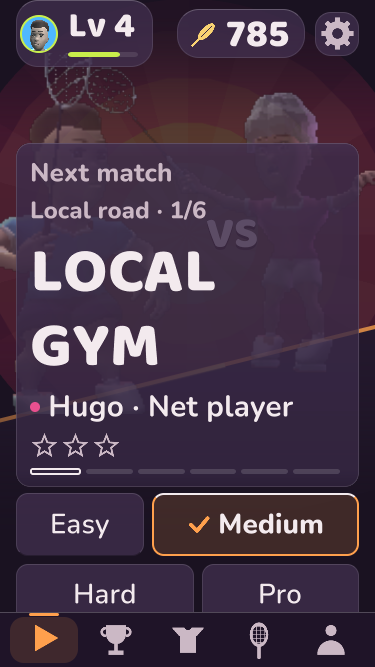 Lv 4
785
Next match
Local road · 1/6
VS
LOCAL
GYM
Hugo · Net player
Easy
Medium
Hard
Pro